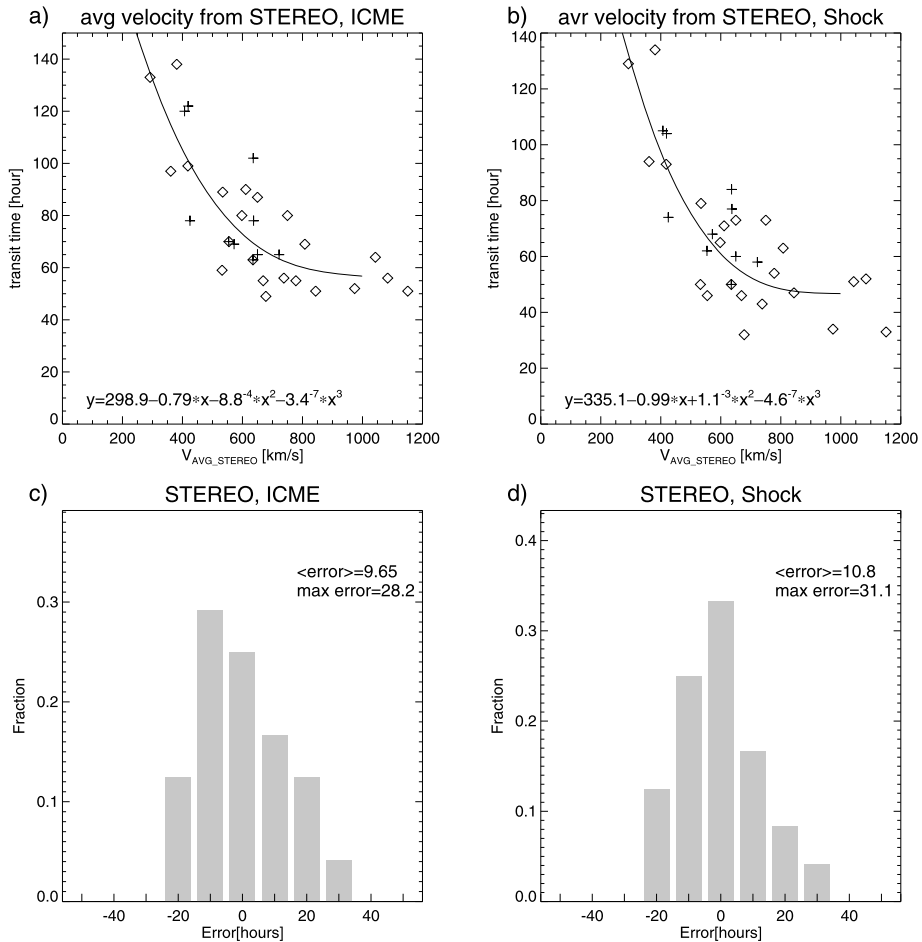 a) avg velocity from STEREO, ICME
transit time [hour]
140
120
100
80
60
40
20
0
y=298.9−0.79*x−8.8⁻⁴*x²−3.4⁻⁷*x³
0 200 400 600 800 1000 1200
V_AVG_STEREO [km/s]
b) avr velocity from STEREO, Shock
transit time [hour]
140
120
100
80
60
40
20
0
y=335.1−0.99*x+1.1⁻³*x²−4.6⁻⁷*x³
0 200 400 600 800 1000 1200
V_AVG_STEREO [km/s]
c) STEREO, ICME
<error>=9.65
max error=28.2
Fraction
0.3
0.2
0.1
0.0
-40 -20 0 20 40
Error[hours]
d) STEREO, Shock
<error>=10.8
max error=31.1
Fraction
0.4
0.3
0.2
0.1
0.0
-40 -20 0 20 40
Error[hours]